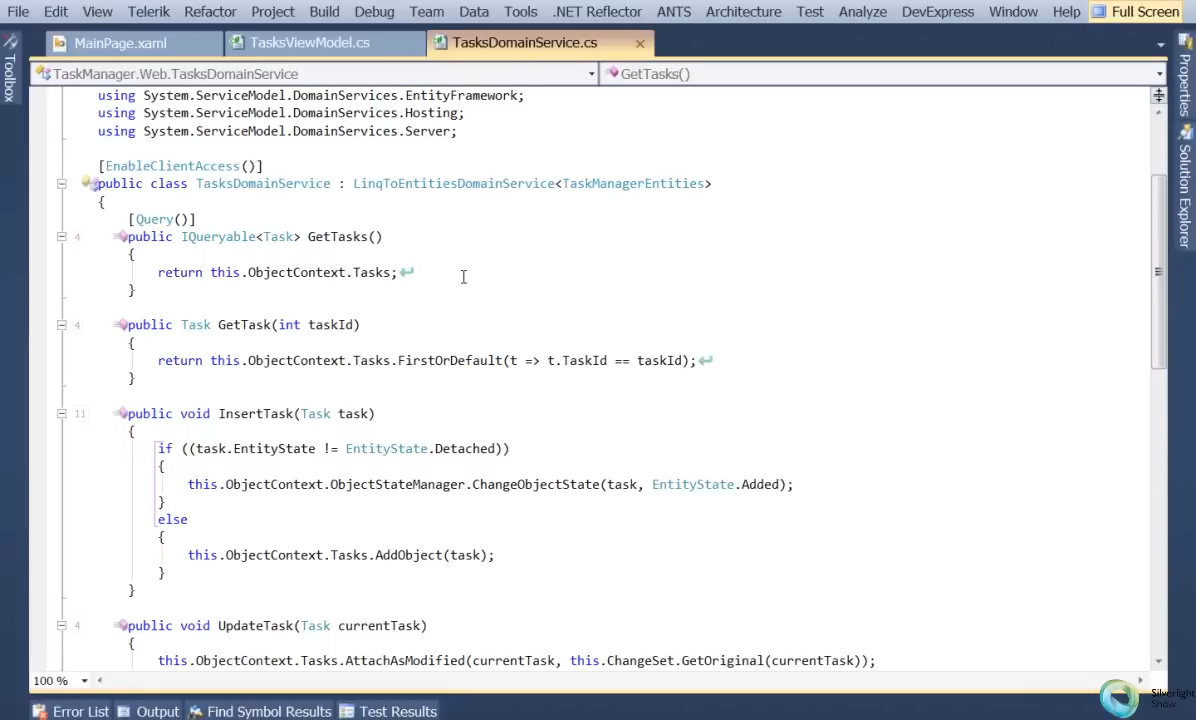 File Edit View Telerik Refactor Project Build Debug Team Data Tools .NET Reflector ANTS Architecture Test Analyze DevExpress Window Help Full Screen
MainPage.xaml TasksViewModel.cs TasksDomainService.cs
Toolbox
Properties
Solution Explorer
TaskManager.Web.TasksDomainService GetTasks()
using System.ServiceModel.DomainServices.EntityFramework;
using System.ServiceModel.DomainServices.Hosting;
using System.ServiceModel.DomainServices.Server;
[EnableClientAccess()]
public class TasksDomainService : LinqToEntitiesDomainService<TaskManagerEntities>
{
[Query()]
4 public IQueryable<Task> GetTasks()
{
return this.ObjectContext.Tasks;
}
4 public Task GetTask(int taskId)
{
return this.ObjectContext.Tasks.FirstOrDefault(t => t.TaskId == taskId);
}
11 public void InsertTask(Task task)
{
if ((task.EntityState != EntityState.Detached))
{
this.ObjectContext.ObjectStateManager.ChangeObjectState(task, EntityState.Added);
}
else
{
this.ObjectContext.Tasks.AddObject(task);
}
}
4 public void UpdateTask(Task currentTask)
{
this.ObjectContext.Tasks.AttachAsModified(currentTask, this.ChangeSet.GetOriginal(currentTask));
100 %
Error List Output Find Symbol Results Test Results
Silverlight
Show